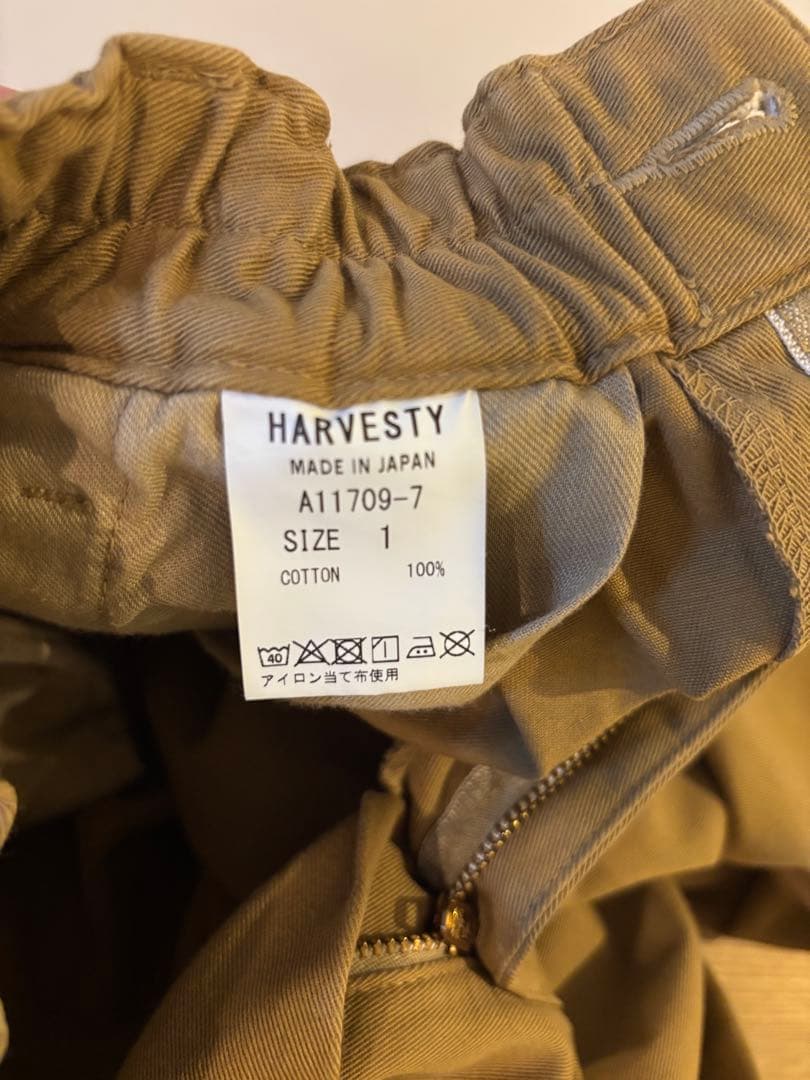 HARVESTY
MADE IN JAPAN
A11709-7
SIZE 1
COTTON 100%
40
アイロン当て布使用